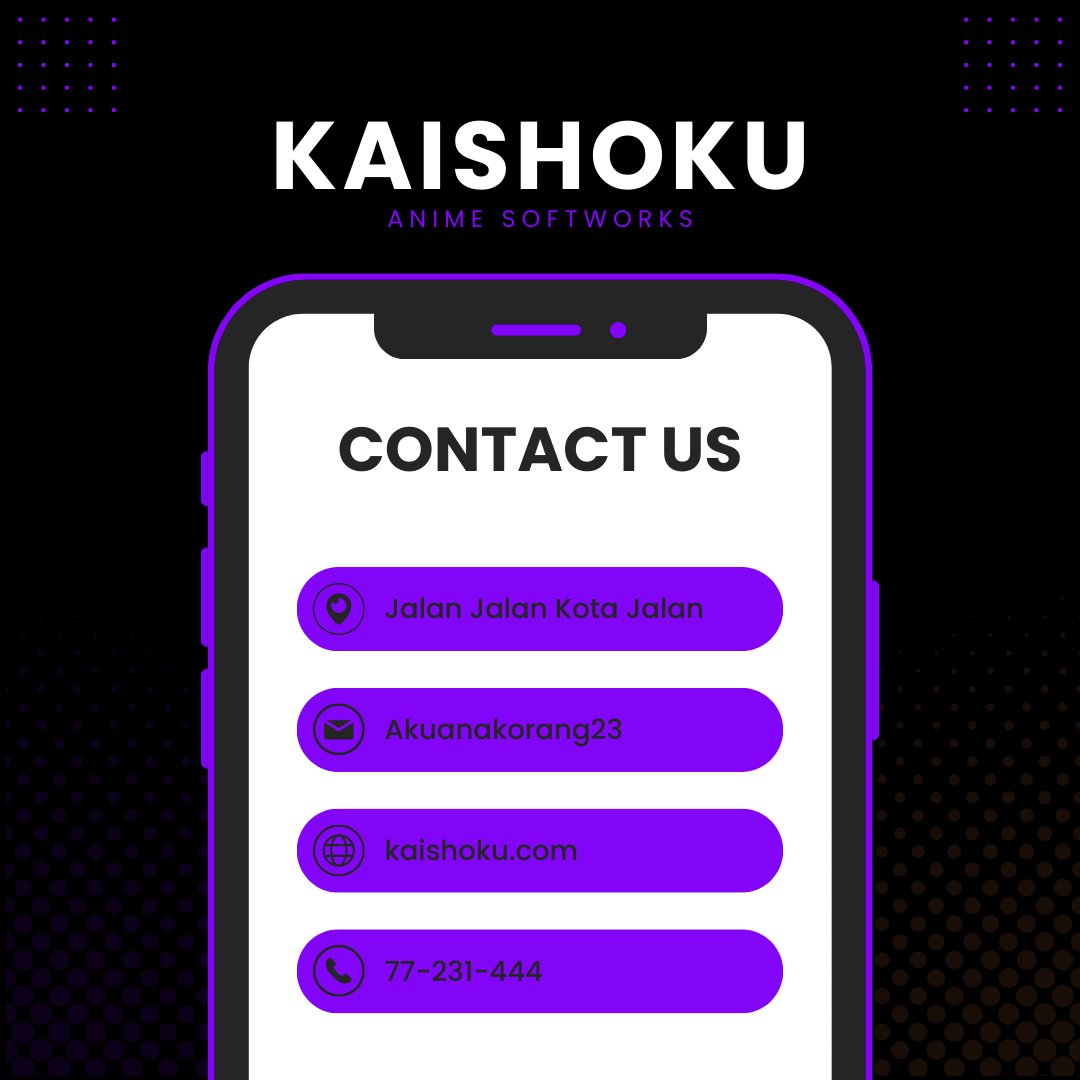 KAISHOKU
ANIME SOFTWORKS
CONTACT US
Jalan Jalan Kota Jalan
Akuanakorang23
kaishoku.com
77-231-444